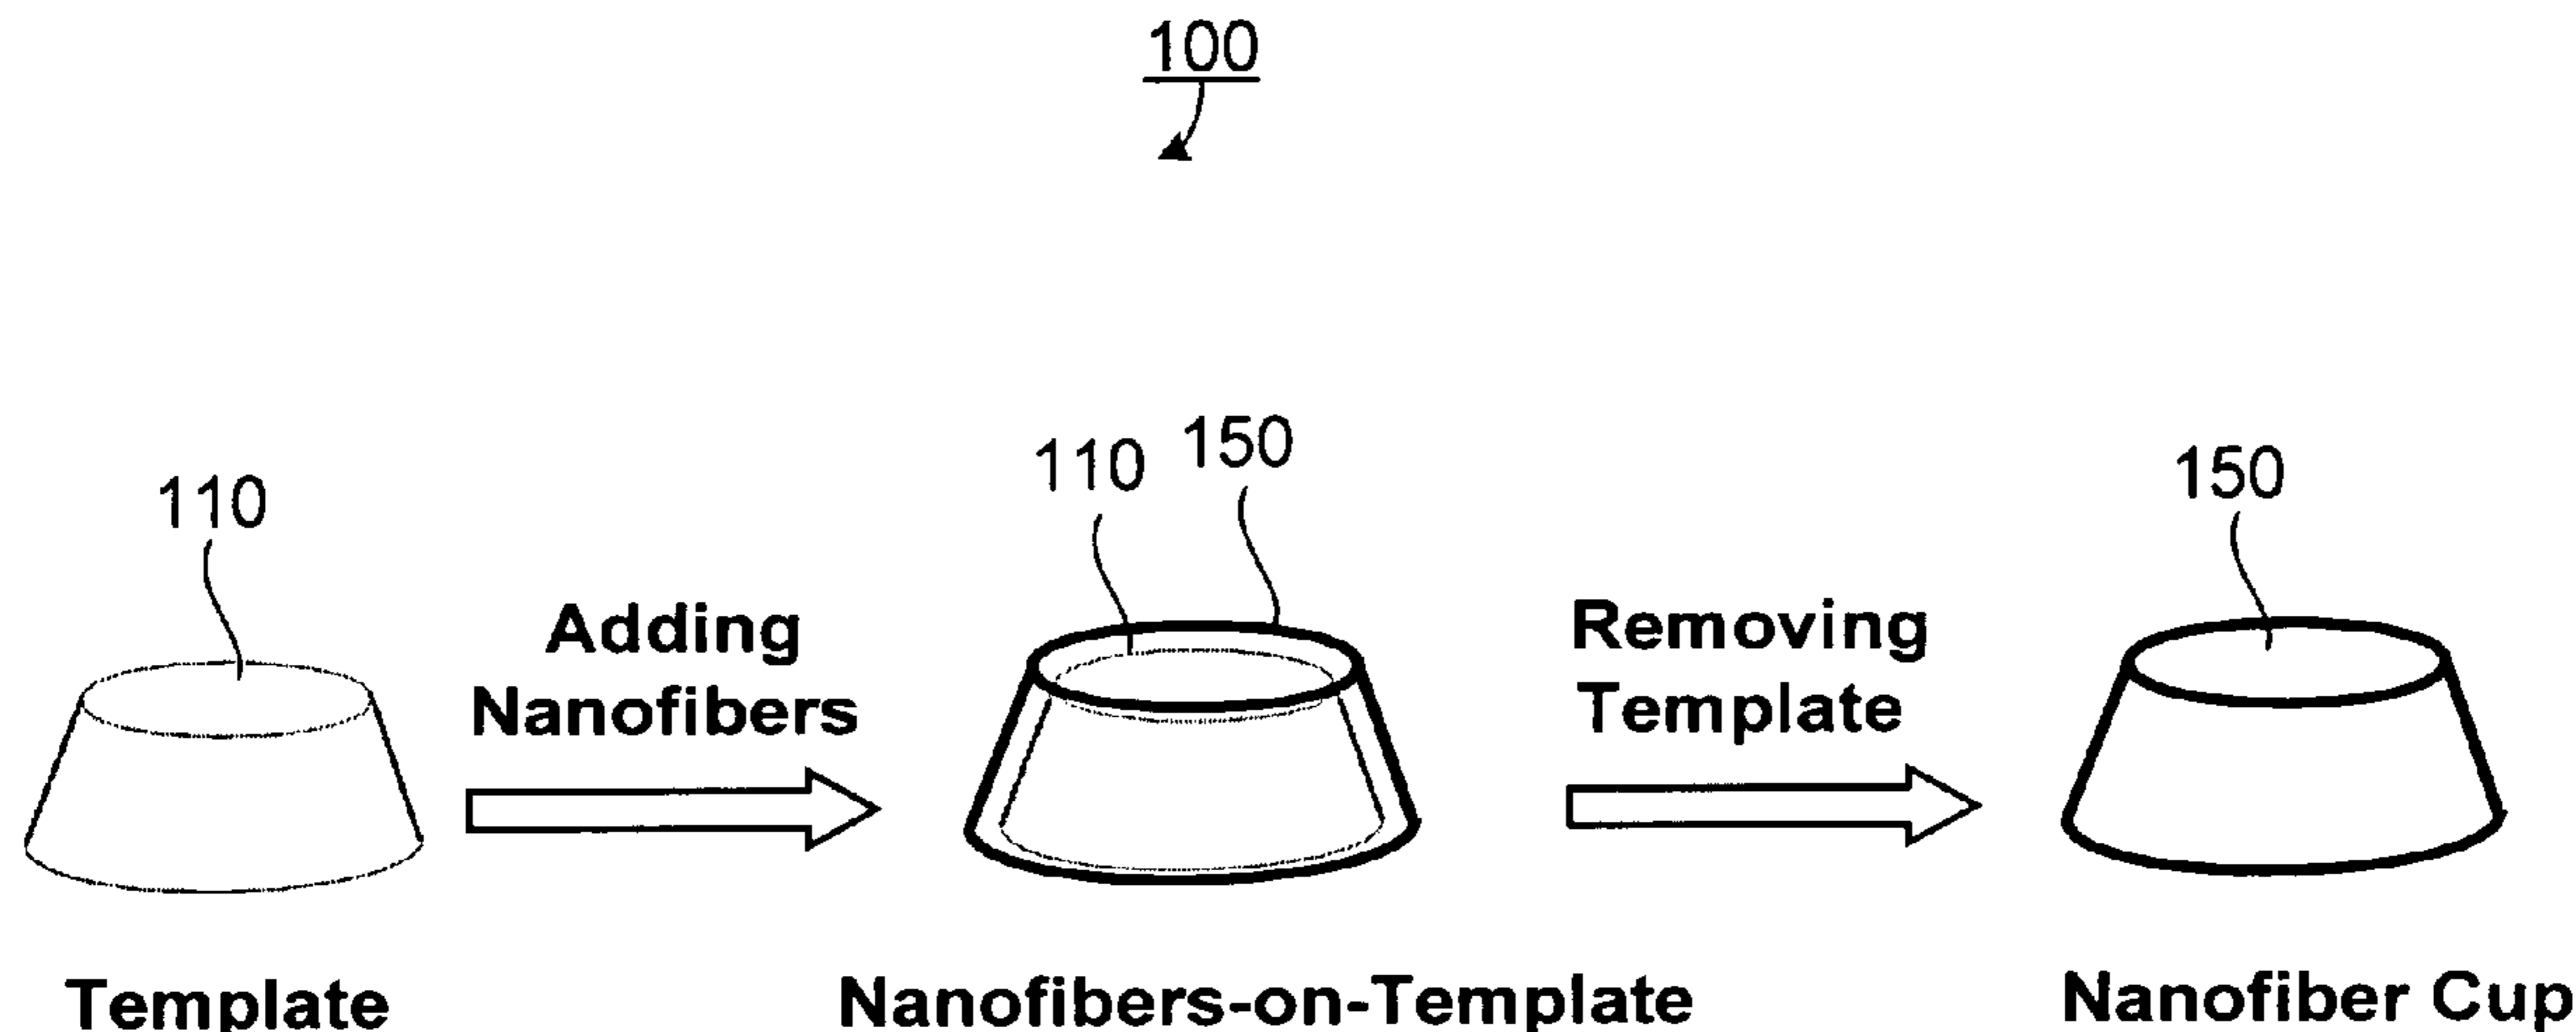 100
110
110 150
150
Adding
Nanofibers
Removing
Template
Template
Nanofibers-on-Template
Nanofiber Cup